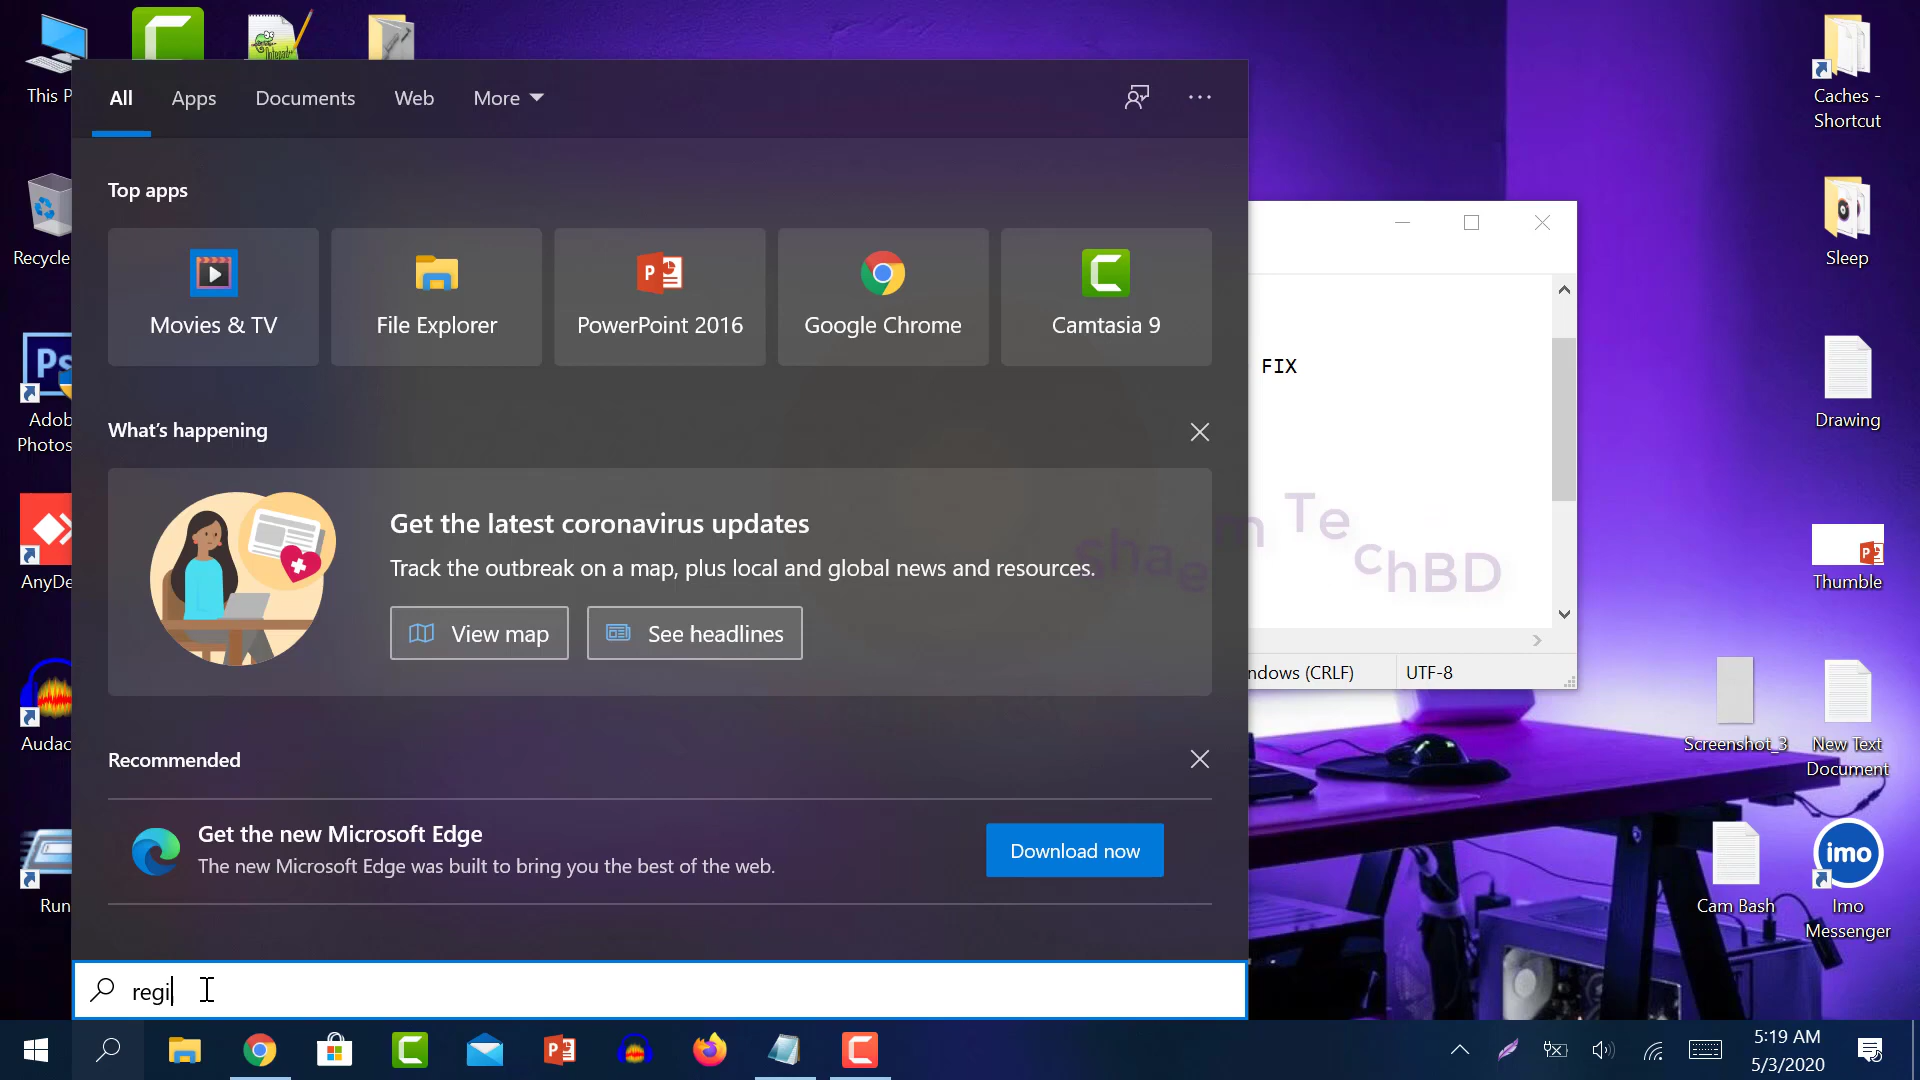 This P
Recycle
Ps
Adob
Photos
AnyDe
Audac
Run
All
Apps
Documents
Web
More
Top apps
Movies & TV
File Explorer
PowerPoint 2016
Google Chrome
Camtasia 9
What's happening
Get the latest coronavirus updates
Track the outbreak on a map, plus local and global news and resources.
View map
See headlines
Recommended
Get the new Microsoft Edge
The new Microsoft Edge was built to bring you the best of the web.
Download now
regi
FIX
shaem TechBD
ndows (CRLF)
UTF-8
Caches -
Shortcut
Sleep
Drawing
Thumble
Screenshot_3
New Text
Document
Cam Bash
imo
Imo
Messenger
5:19 AM
5/3/2020